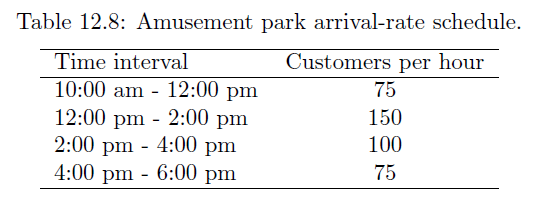 Table 12.8: Amusement park arrival-rate schedule.
Time interval Customers per hour
10:00 am - 12:00 pm 75
12:00 pm - 2:00 pm 150
2:00 pm - 4:00 pm 100
4:00 pm - 6:00 pm 75